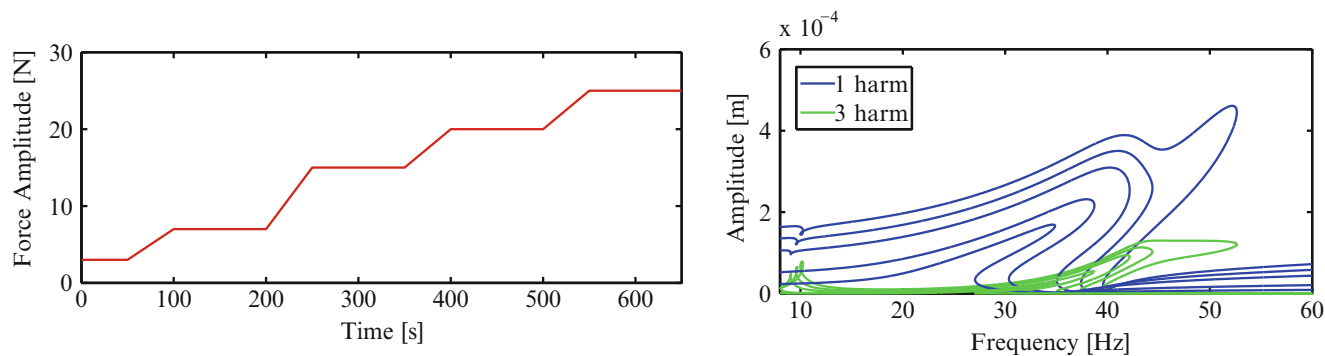 Force Amplitude [N]
30
20
10
0
0 100 200 300 400 500 600
Time [s]
x 10⁻⁴
Amplitude [m]
6
4
2
0
1 harm
3 harm
10 20 30 40 50 60
Frequency [Hz]